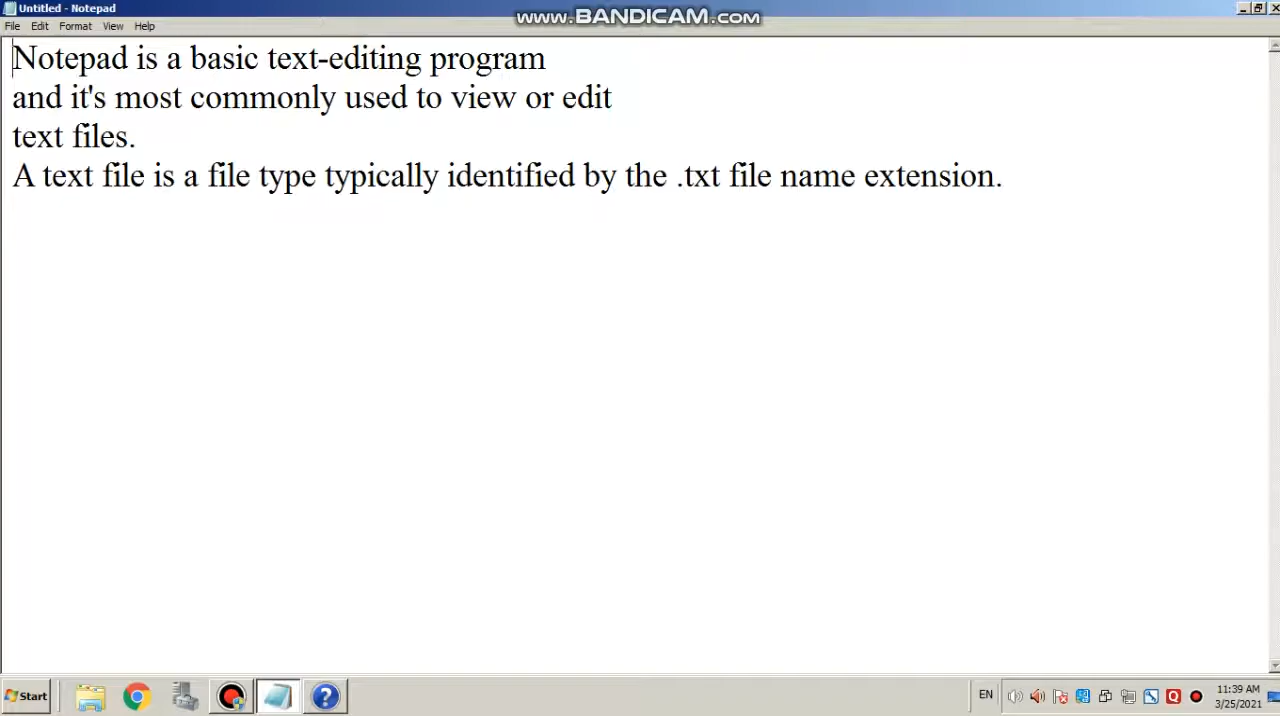 Untitled - Notepad
www.BANDICAM.com
File Edit Format View Help
Notepad is a basic text-editing program
and it's most commonly used to view or edit
text files.
A text file is a file type typically identified by the .txt file name extension.
Start
EN
11:39 AM
3/25/2021